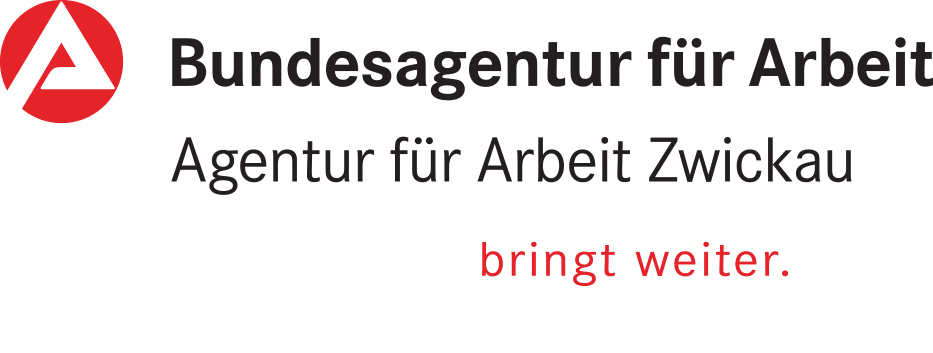 Bundesagentur für Arbeit
Agentur für Arbeit Zwickau
bringt weiter.